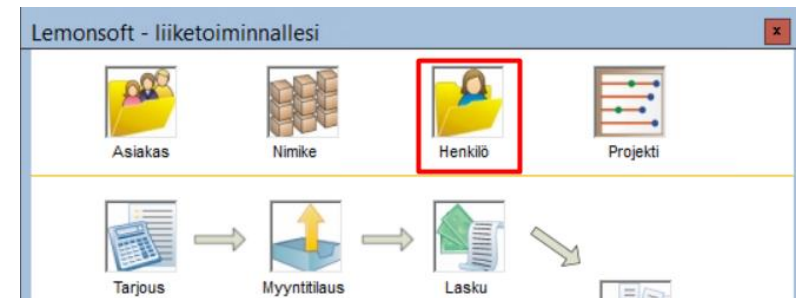 Lemonsoft - liiketoiminnallesi
x
Asiakas Nimike Henkilö Projekti
Tarjous Myyntitilaus Lasku